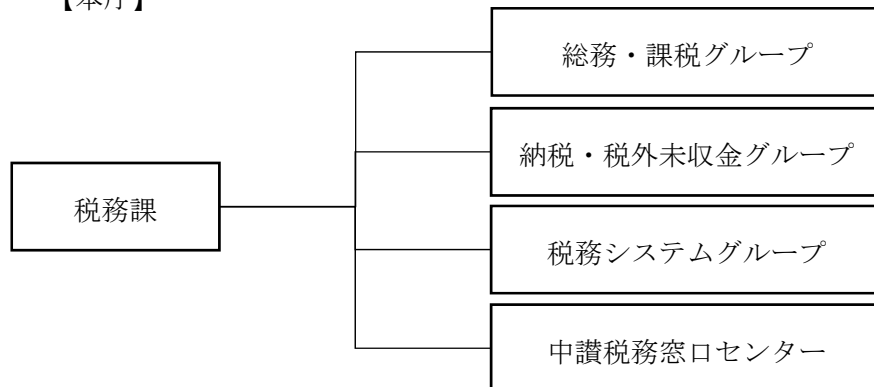 【本庁】
総務・課税グループ
納税・税外未収金グループ
税務課
税務システムグループ
中讃税務窓口センター